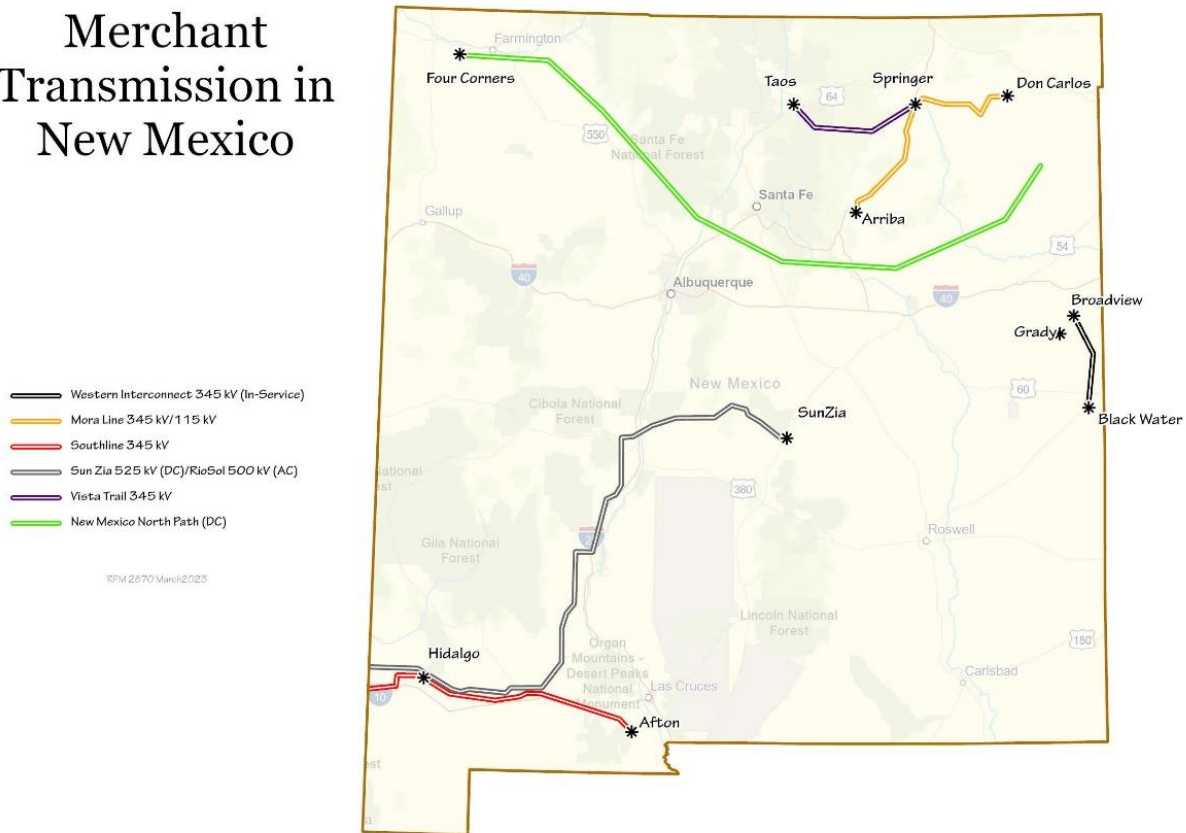 Merchant
Transmission in
New Mexico
Farmington
Four Corners
Taos
64
Springer
Don Carlos
550
Santa Fe
National Forest
Santa Fe
Arriba
Gallup
54
40
Albuquerque
40
Broadview
Grady
Black Water
60
New Mexico
Cibola National
Forest
SunZia
380
Roswell
Gila National
Forest
Lincoln National
Forest
180
Hidalgo
Organ
Mountains -
Desert Peaks
National
Monument
Las Cruces
Carlsbad
10
Afton
Western Interconnect 345 kV (In-Service)
Mora Line 345 kV/115 kV
Southline 345 kV
Sun Zia 525 kV (DC)/RioSol 500 kV (AC)
Vista Trail 345 kV
New Mexico North Path (DC)
RPM 2870 March2023